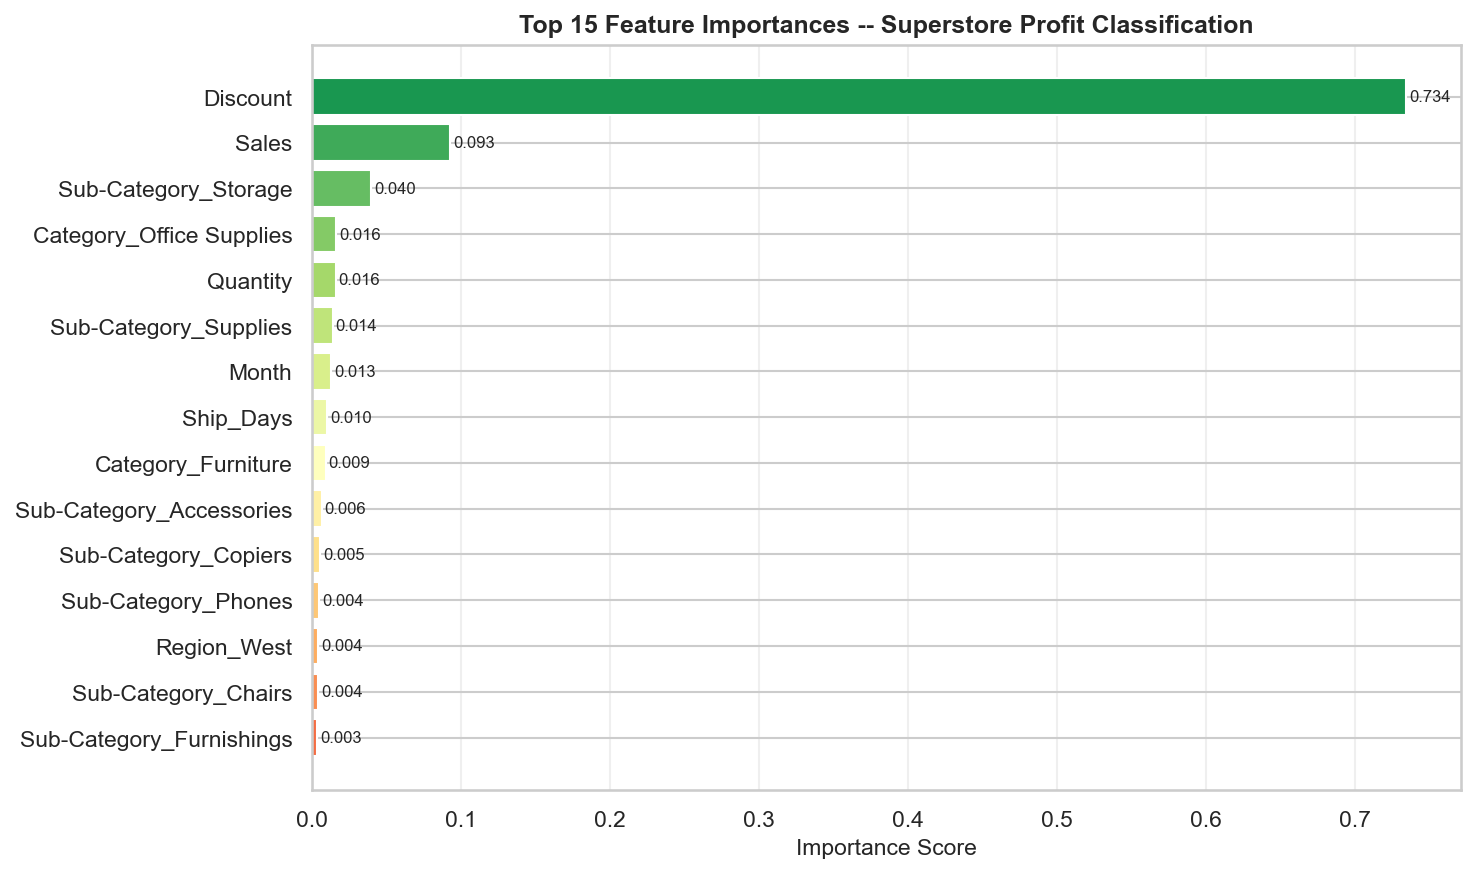 Top 15 Feature Importances -- Superstore Profit Classification
Discount 0.734
Sales 0.093
Sub-Category_Storage 0.040
Category_Office Supplies 0.016
Quantity 0.016
Sub-Category_Supplies 0.014
Month 0.013
Ship_Days 0.010
Category_Furniture 0.009
Sub-Category_Accessories 0.006
Sub-Category_Copiers 0.005
Sub-Category_Phones 0.004
Region_West 0.004
Sub-Category_Chairs 0.004
Sub-Category_Furnishings 0.003
0.0 0.1 0.2 0.3 0.4 0.5 0.6 0.7
Importance Score